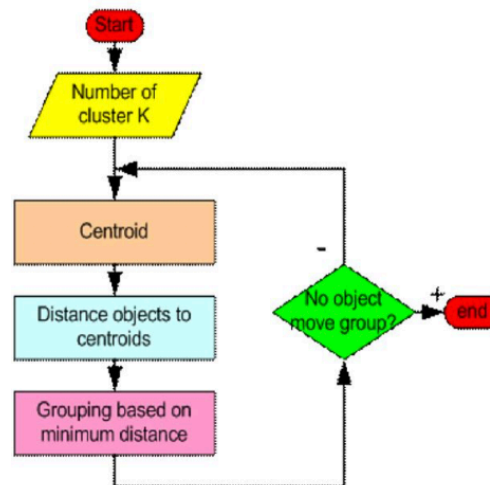 Start
Number of
cluster K
Centroid
Distance objects to
centroids
Grouping based on
minimum distance
-
No object
move group?
+
end